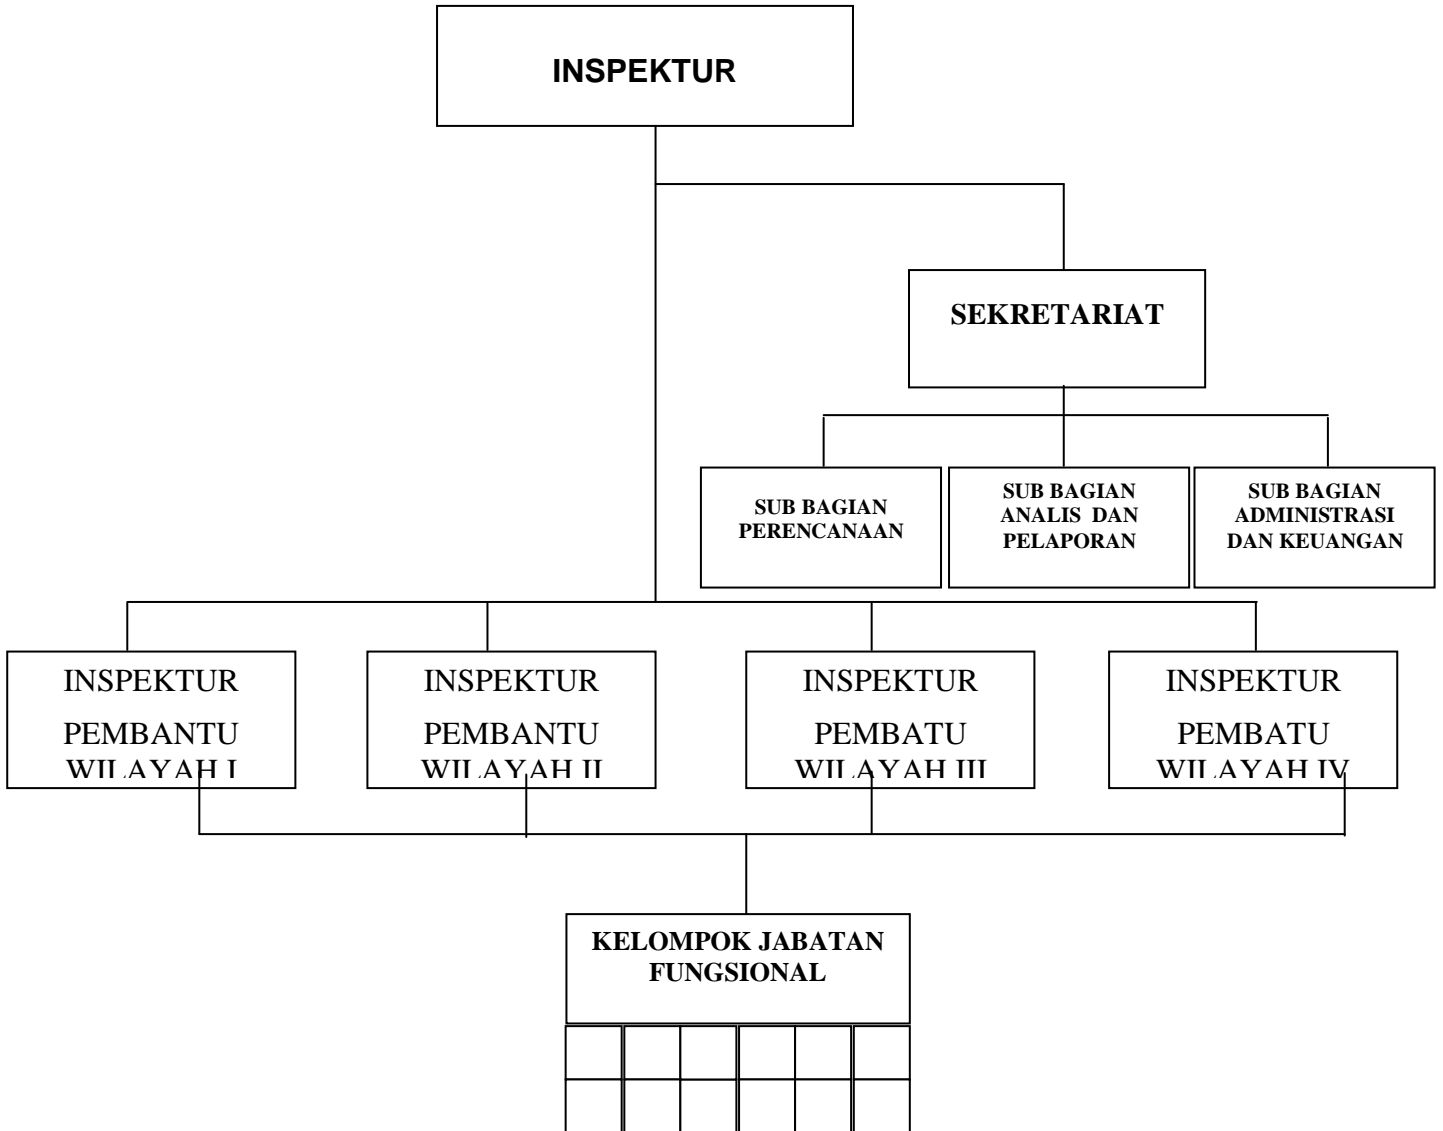 INSPEKTUR
SEKRETARIAT
SUB BAGIAN
PERENCANAAN
SUB BAGIAN
ANALIS DAN
PELAPORAN
SUB BAGIAN
ADMINISTRASI
DAN KEUANGAN
INSPEKTUR
PEMBANTU
WILAYAH I
INSPEKTUR
PEMBANTU
WILAYAH II
INSPEKTUR
PEMBATU
WILAYAH III
INSPEKTUR
PEMBATU
WILAYAH IV
KELOMPOK JABATAN
FUNGSIONAL